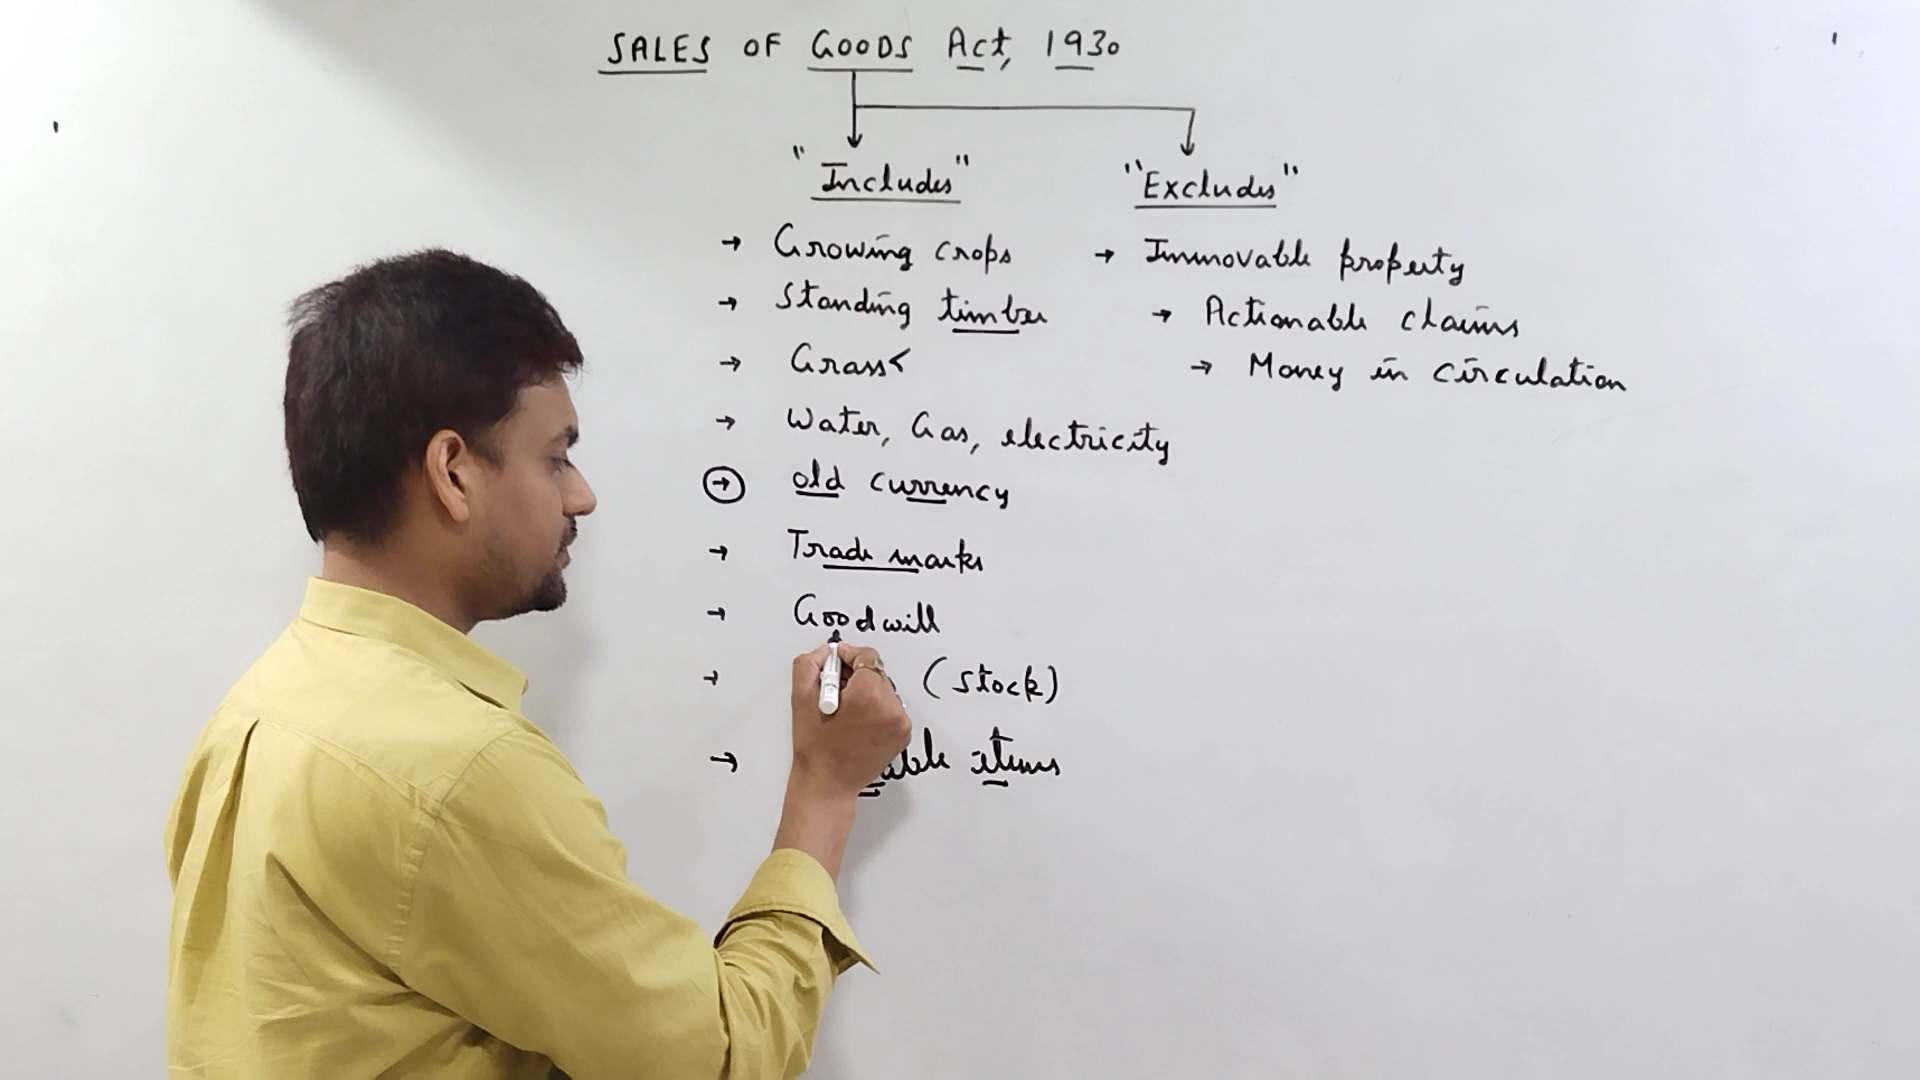 SALES OF GOODS Act, 1930
"Includes"
→ Growing crops
→ Standing timber
→ Grass
→ Water, Gas, electricity
→ old currency
→ Trade marks
→ Goodwill
→ (stock)
→ items
"Excludes"
→ Immovable property
→ Actionable claims
→ Money in circulation